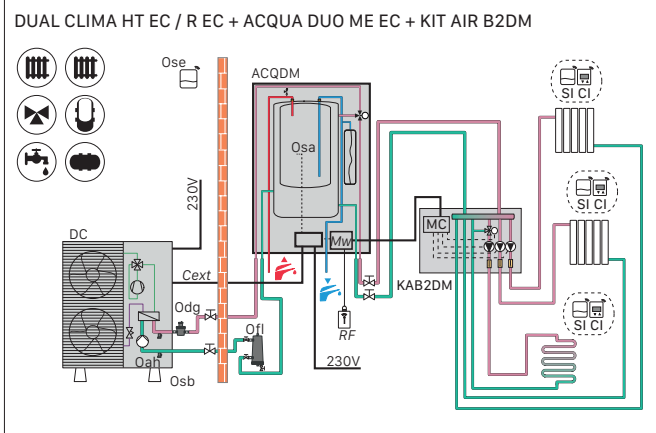 DUAL CLIMA HT EC / R EC + ACQUA DUO ME EC + KIT AIR B2DM
Ose
ACQDM
SI CI
Osa
230V
SI CI
MC
DC
Mw
Cext
KAB2DM
Odg
SI CI
Ofl
RF
230V
Oah
Osb